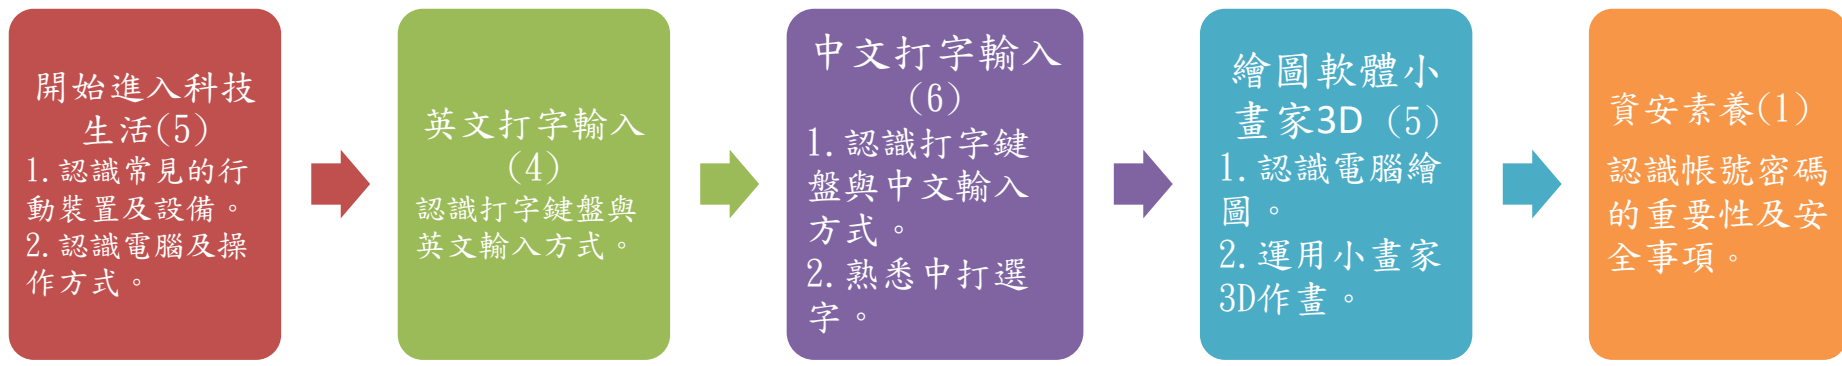 開始進入科技
生活(5)
1.認識常見的行
動裝置及設備。
2.認識電腦及操
作方式。
英文打字輸入
(4)
認識打字鍵盤與
英文輸入方式。
中文打字輸入
(6)
1.認識打字鍵
盤與中文輸入
方式。
2.熟悉中打選
字。
繪圖軟體小
畫家3D (5)
1.認識電腦繪
圖。
2.運用小畫家
3D作畫。
資安素養(1)
認識帳號密碼
的重要性及安
全事項。